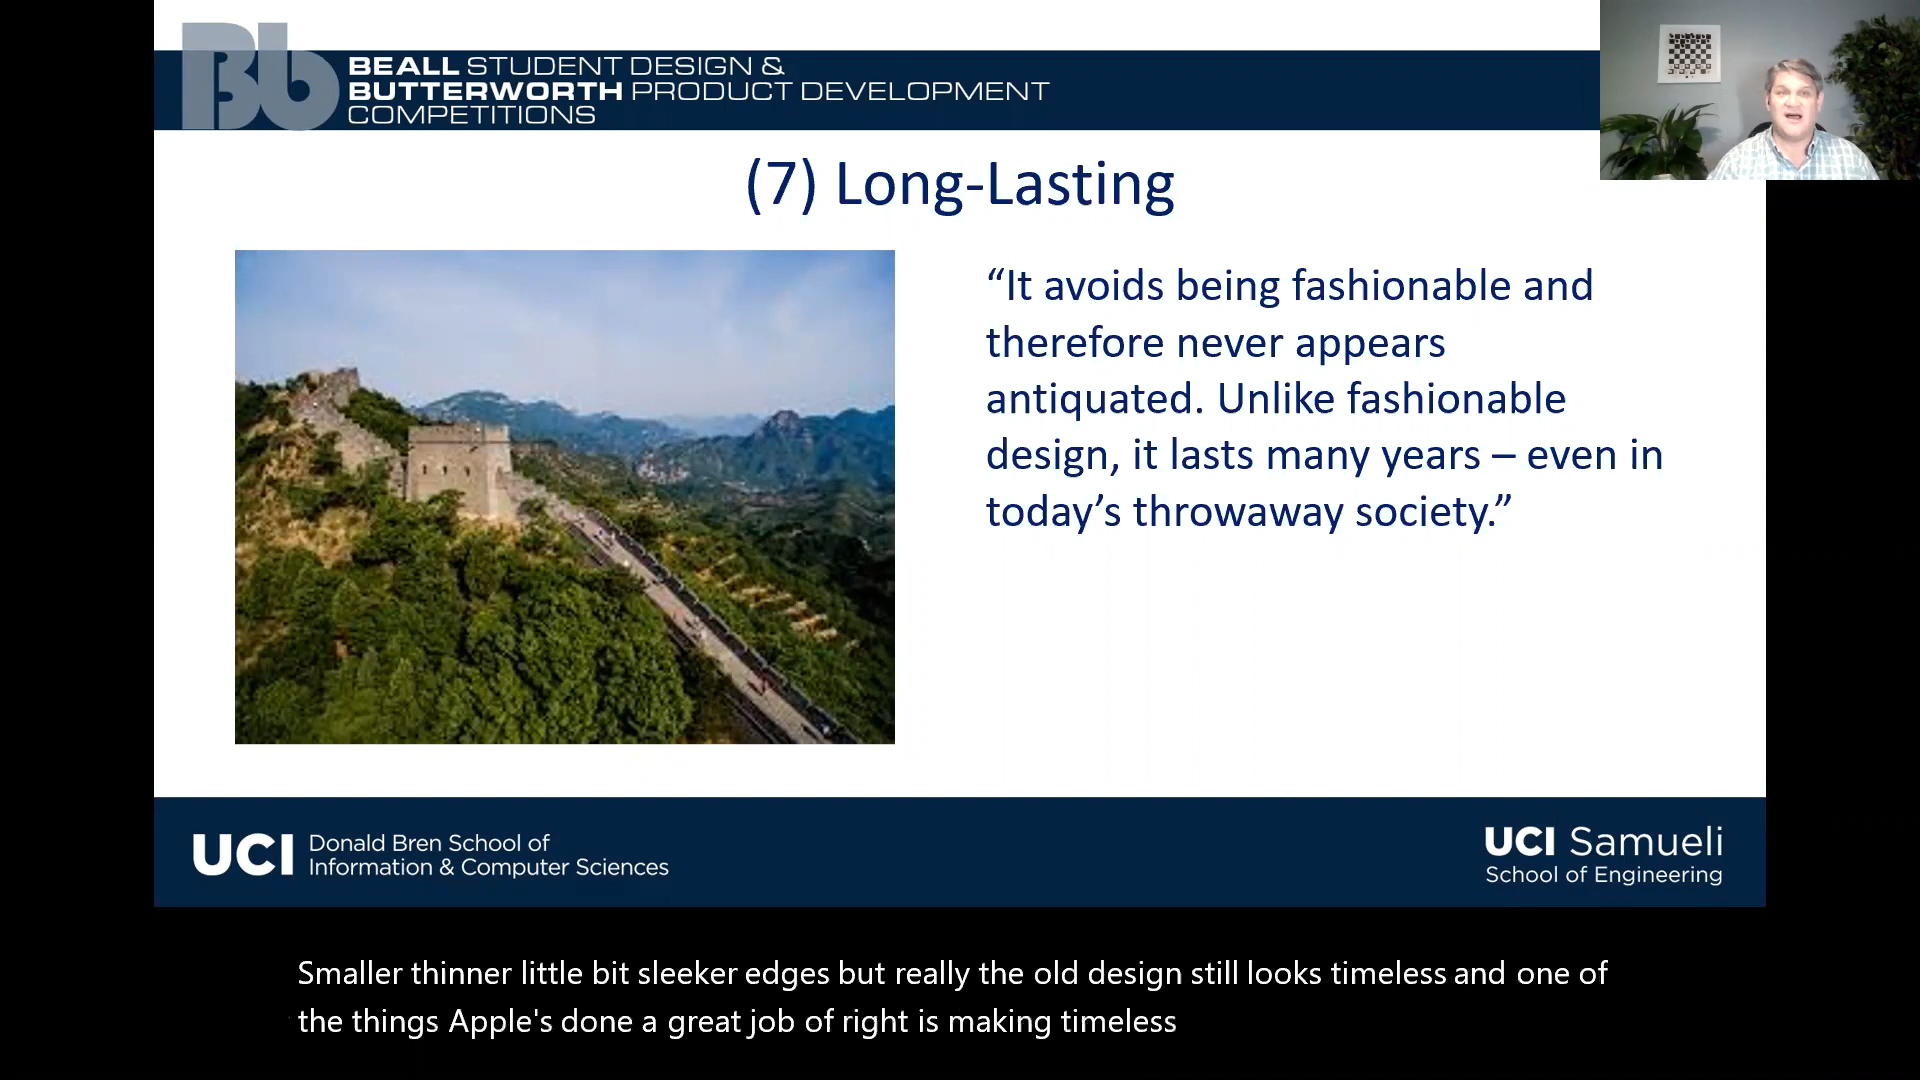 Bb
BEALL STUDENT DESIGN &
BUTTERWORTH PRODUCT DEVELOPMENT
COMPETITIONS
(7) Long-Lasting
“It avoids being fashionable and
therefore never appears
antiquated. Unlike fashionable
design, it lasts many years – even in
today’s throwaway society.”
UCI Donald Bren School of
Information & Computer Sciences
UCI Samueli
School of Engineering
Smaller thinner little bit sleeker edges but really the old design still looks timeless and one of
the things Apple's done a great job of right is making timeless